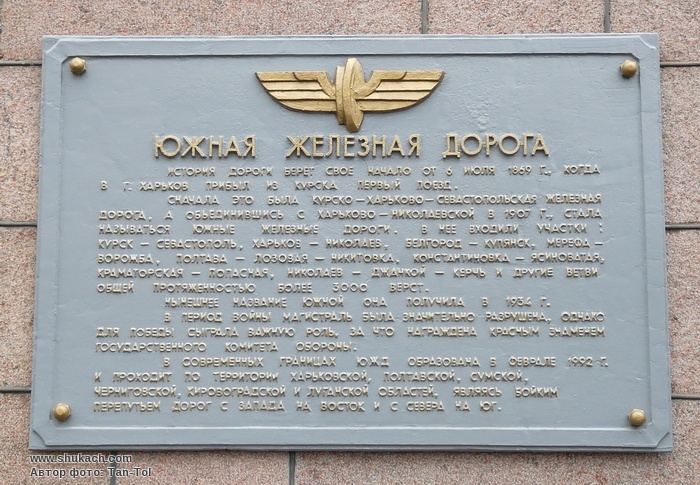 ЮЖНАЯ ЖЕЛЕЗНАЯ ДОРОГА
ИСТОРИЯ ДОРОГИ БЕРЕТ СВОЕ НАЧАЛО ОТ 6 ИЮЛЯ 1869 Г., КОГДА
В Г. ХАРЬКОВ ПРИБЫЛ ИЗ КУРСКА ПЕРВЫЙ ПОЕЗД.
СНАЧАЛА ЭТО БЫЛА КУРСКО-ХАРЬКОВО-СЕВАСТОПОЛЬСКАЯ ЖЕЛЕЗНАЯ
ДОРОГА, А ОБЪЕДИНИВШИСЬ С ХАРЬКОВО-НИКОЛАЕВСКОЙ В 1907 Г., СТАЛА
НАЗЫВАТЬСЯ ЮЖНЫЕ ЖЕЛЕЗНЫЕ ДОРОГИ. В НЕЕ ВХОДИЛИ УЧАСТКИ :
КУРСК - СЕВАСТОПОЛЬ, ХАРЬКОВ - НИКОЛАЕВ, БЕЛГОРОД - КУПЯНСК, МЕРЕФА -
ВОРОЖБА, ПОЛТАВА - ЛОЗОВАЯ - НИКИТОВКА, КОНСТАНТИНОВКА - ЯСИНОВАТАЯ,
КРАМАТОРСКАЯ - ПОПАСНАЯ, НИКОЛАЕВ - ДЖАНКОЙ - КЕРЧЬ И ДРУГИЕ ВЕТВИ
ОБЩЕЙ ПРОТЯЖЕННОСТЬЮ БОЛЕЕ 3000 ВЕРСТ.
НЫНЕШНЕЕ НАЗВАНИЕ ЮЖНОЙ ОНА ПОЛУЧИЛА В 1934 Г.
В ПЕРИОД ВОЙНЫ МАГИСТРАЛЬ БЫЛА ЗНАЧИТЕЛЬНО РАЗРУШЕНА, ОДНАКО
ДЛЯ ПОБЕДЫ СЫГРАЛА ВАЖНУЮ РОЛЬ, ЗА ЧТО НАГРАЖДЕНА КРАСНЫМ ЗНАМЕНЕМ
ГОСУДАРСТВЕННОГО КОМИТЕТА ОБОРОНЫ.
В СОВРЕМЕННЫХ ГРАНИЦАХ ЮЖД ОБРАЗОВАНА В ФЕВРАЛЕ 1992 Г.
И ПРОХОДИТ ПО ТЕРРИТОРИИ ХАРЬКОВСКОЙ, ПОЛТАВСКОЙ, СУМСКОЙ,
ЧЕРНИГОВСКОЙ, КИРОВОГРАДСКОЙ И ЛУГАНСКОЙ ОБЛАСТЕЙ, ЯВЛЯЯСЬ БОЙКИМ
ПЕРЕПУТЬЕМ ДОРОГ С ЗАПАДА НА ВОСТОК И С СЕВЕРА НА ЮГ.
www.shukach.com
Автор фото: Tan-Tol